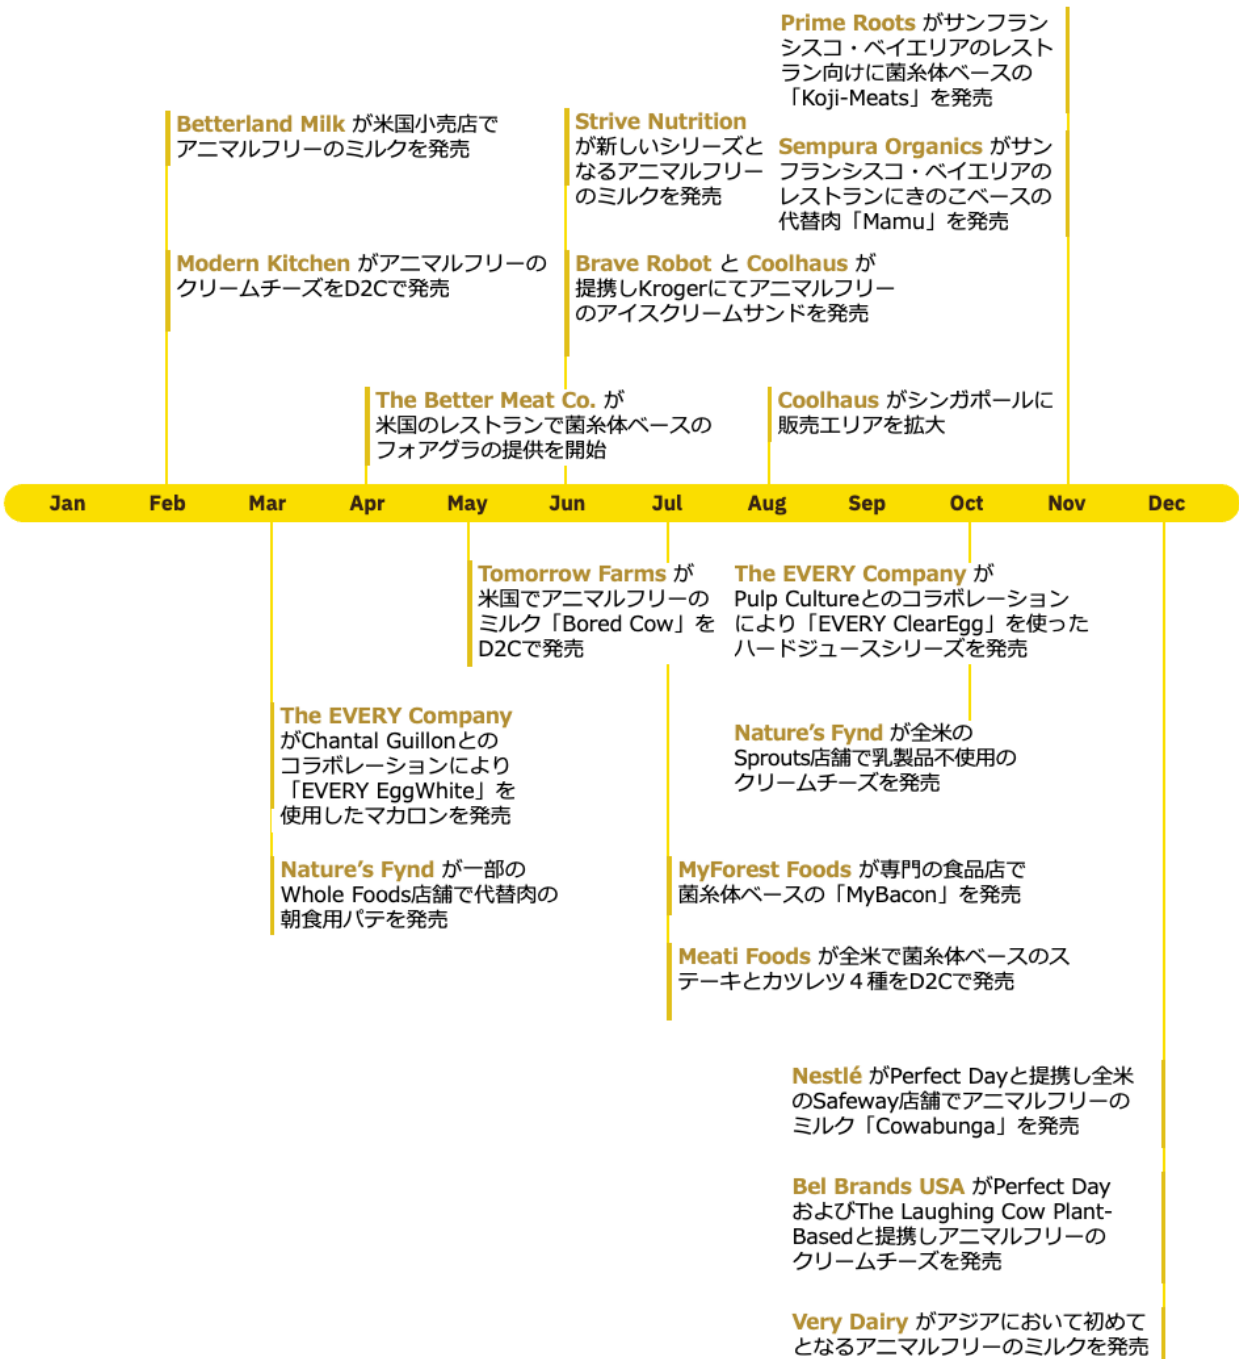 Prime Roots がサンフラン
シスコ・ベイエリアのレスト
ラン向けに菌糸体ベースの
「Koji-Meats」を発売
Betterland Milk が米国小売店で
アニマルフリーのミルクを発売
Strive Nutrition
が新しいシリーズと
なるアニマルフリー
のミルクを発売
Sempura Organics がサン
フランシスコ・ベイエリアの
レストランにきのこベースの
代替肉「Mamu」を発売
Modern Kitchen がアニマルフリーの
クリームチーズをD2Cで発売
Brave Robot と Coolhaus が
提携しKrogerにてアニマルフリー
のアイスクリームサンドを発売
The Better Meat Co. が
米国のレストランで菌糸体ベースの
フォアグラの提供を開始
Coolhaus がシンガポールに
販売エリアを拡大
Jan Feb Mar Apr May Jun Jul Aug Sep Oct Nov Dec
Tomorrow Farms が
米国でアニマルフリーの
ミルク「Bored Cow」を
D2Cで発売
The EVERY Company が
Pulp Cultureとのコラボレーション
により「EVERY ClearEgg」を使った
ハードジュースシリーズを発売
The EVERY Company
がChantal Guillonとの
コラボレーションにより
「EVERY EggWhite」を
使用したマカロンを発売
Nature's Fynd が全米の
Sprouts店舗で乳製品不使用の
クリームチーズを発売
Nature's Fynd が一部の
Whole Foods店舗で代替肉の
朝食用パテを発売
MyForest Foods が専門の食品店で
菌糸体ベースの「MyBacon」を発売
Meati Foods が全米で菌糸体ベースのス
テーキとカツレツ４種をD2Cで発売
Nestlé がPerfect Dayと提携し全米
のSafeway店舗でアニマルフリーの
ミルク「Cowabunga」を発売
Bel Brands USA がPerfect Day
およびThe Laughing Cow Plant-
Basedと提携しアニマルフリーの
クリームチーズを発売
Very Dairy がアジアにおいて初めて
となるアニマルフリーのミルクを発売